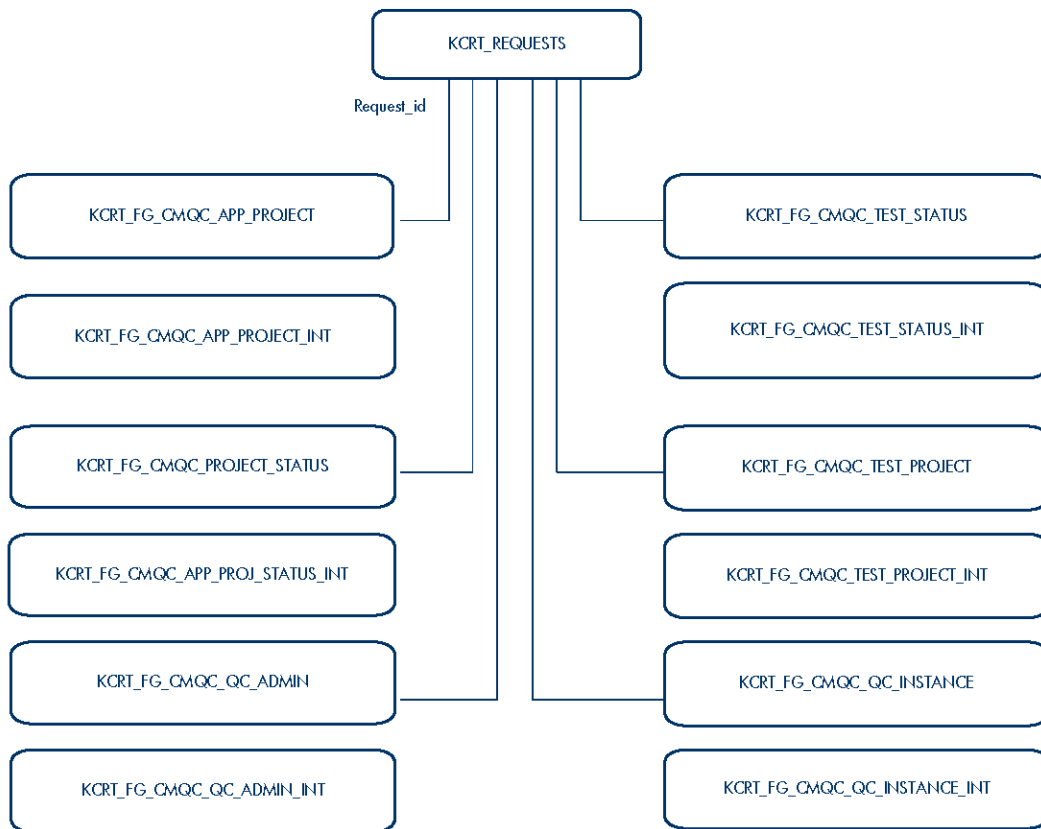 KCRT_REQUESTS
Request_id
KCRT_FG_CMQC_APP_PROJECT
KCRT_FG_CMQC_TEST_STATUS
KCRT_FG_CMQC_APP_PROJECT_INT
KCRT_FG_CMQC_TEST_STATUS_INT
KCRT_FG_CMQC_PROJECT_STATUS
KCRT_FG_CMQC_TEST_PROJECT
KCRT_FG_CMQC_APP_PROJ_STATUS_INT
KCRT_FG_CMQC_TEST_PROJECT_INT
KCRT_FG_CMQC_QC_ADMIN
KCRT_FG_CMQC_QC_INSTANCE
KCRT_FG_CMQC_QC_ADMIN_INT
KCRT_FG_CMQC_QC_INSTANCE_INT